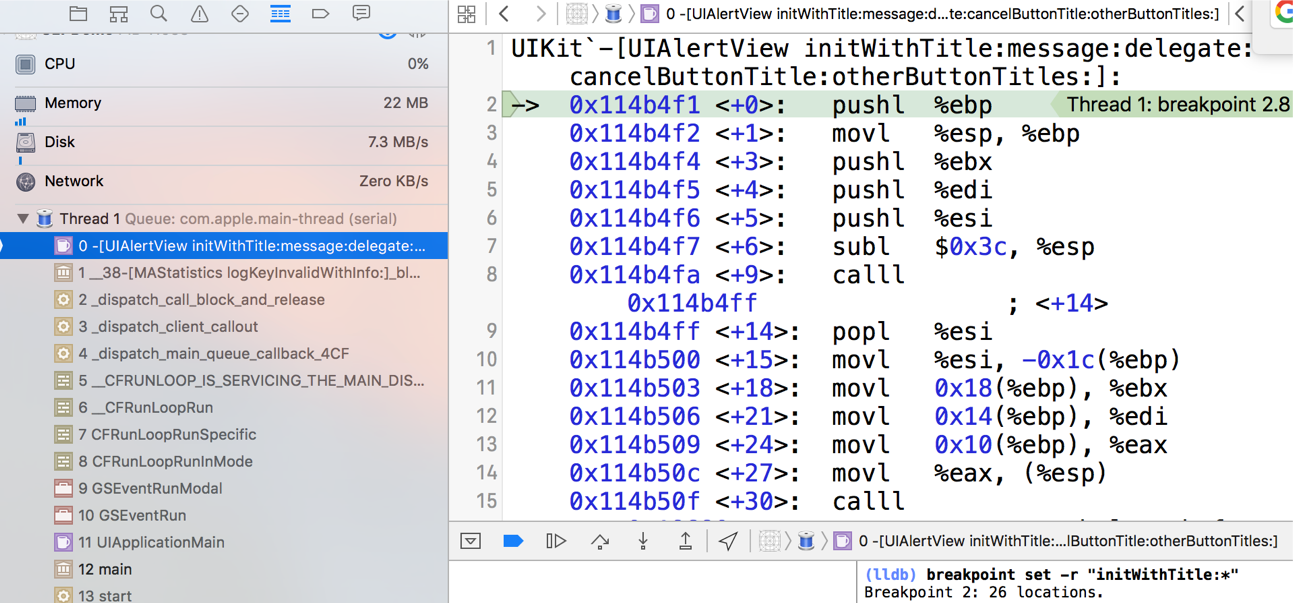 0 -[UIAlertView initWithTitle:message:d...te:cancelButtonTitle:otherButtonTitles:]
CPU 0%
Memory 22 MB
Disk 7.3 MB/s
Network Zero KB/s
Thread 1 Queue: com.apple.main-thread (serial)
0 -[UIAlertView initWithTitle:message:delegate:...
1 __38-[MAStatistics logKeyInvalidWithInfo:]_bl...
2 _dispatch_call_block_and_release
3 _dispatch_client_callout
4 _dispatch_main_queue_callback_4CF
5 __CFRUNLOOP_IS_SERVICING_THE_MAIN_DIS...
6 __CFRunLoopRun
7 CFRunLoopRunSpecific
8 CFRunLoopRunInMode
9 GSEventRunModal
10 GSEventRun
11 UIApplicationMain
12 main
13 start
1 UIKit`-[UIAlertView initWithTitle:message:delegate:
cancelButtonTitle:otherButtonTitles:]:
2 -> 0x114b4f1 <+0>: pushl %ebp Thread 1: breakpoint 2.8
3 0x114b4f2 <+1>: movl %esp, %ebp
4 0x114b4f4 <+3>: pushl %ebx
5 0x114b4f5 <+4>: pushl %edi
6 0x114b4f6 <+5>: pushl %esi
7 0x114b4f7 <+6>: subl $0x3c, %esp
8 0x114b4fa <+9>: calll
0x114b4ff ; <+14>
9 0x114b4ff <+14>: popl %esi
10 0x114b500 <+15>: movl %esi, -0x1c(%ebp)
11 0x114b503 <+18>: movl 0x18(%ebp), %ebx
12 0x114b506 <+21>: movl 0x14(%ebp), %edi
13 0x114b509 <+24>: movl 0x10(%ebp), %eax
14 0x114b50c <+27>: movl %eax, (%esp)
15 0x114b50f <+30>: calll
0 -[UIAlertView initWithTitle:...lButtonTitle:otherButtonTitles:]
(lldb) breakpoint set -r "initWithTitle:*"
Breakpoint 2: 26 locations.